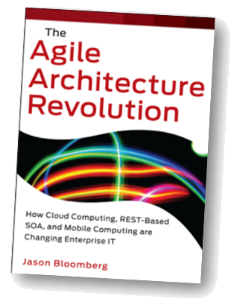 The
Agile
Architecture
Revolution
How Cloud Computing, REST-Based
SOA, and Mobile Computing are
Changing Enterprise IT
Jason Bloomberg